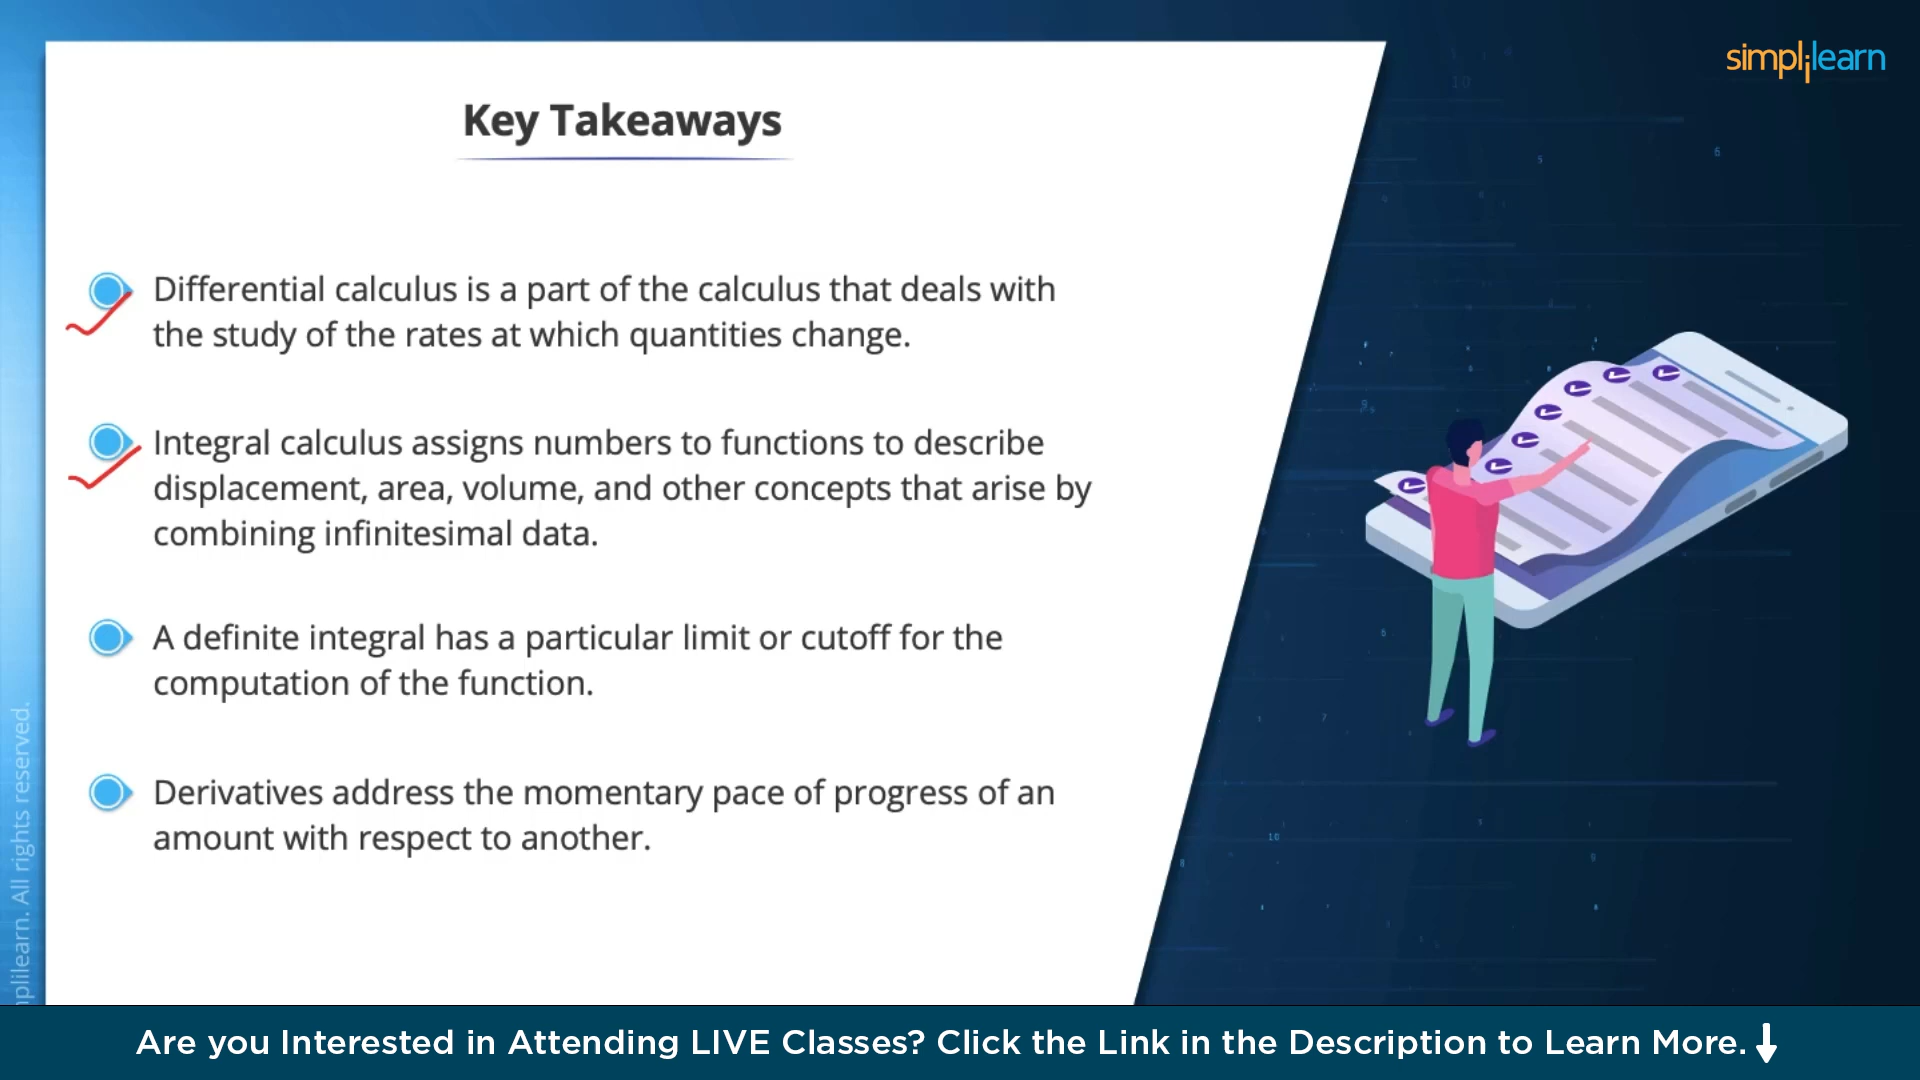 simplilearn
Key Takeaways
Differential calculus is a part of the calculus that deals with
the study of the rates at which quantities change.
Integral calculus assigns numbers to functions to describe
displacement, area, volume, and other concepts that arise by
combining infinitesimal data.
A definite integral has a particular limit or cutoff for the
computation of the function.
Derivatives address the momentary pace of progress of an
amount with respect to another.
plilearn. All rights reserved.
Are you Interested in Attending LIVE Classes? Click the Link in the Description to Learn More.